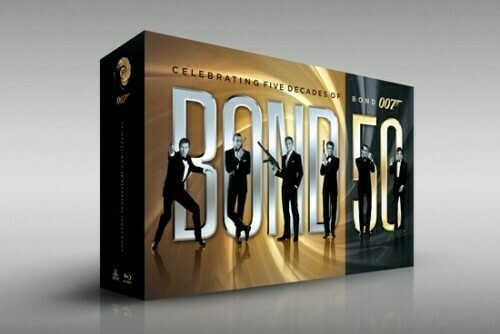 CELEBRATING FIVE DECADES OF
BOND 007
BOND 50
007